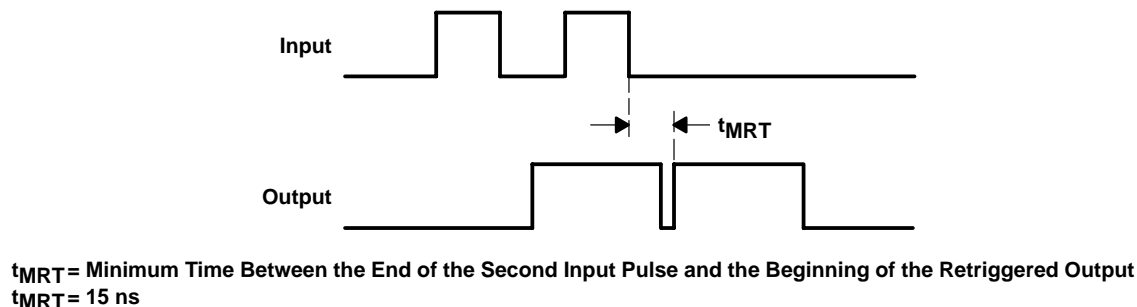 Input
tMRT
Output
tMRT = Minimum Time Between the End of the Second Input Pulse and the Beginning of the Retriggered Output
tMRT = 15 ns